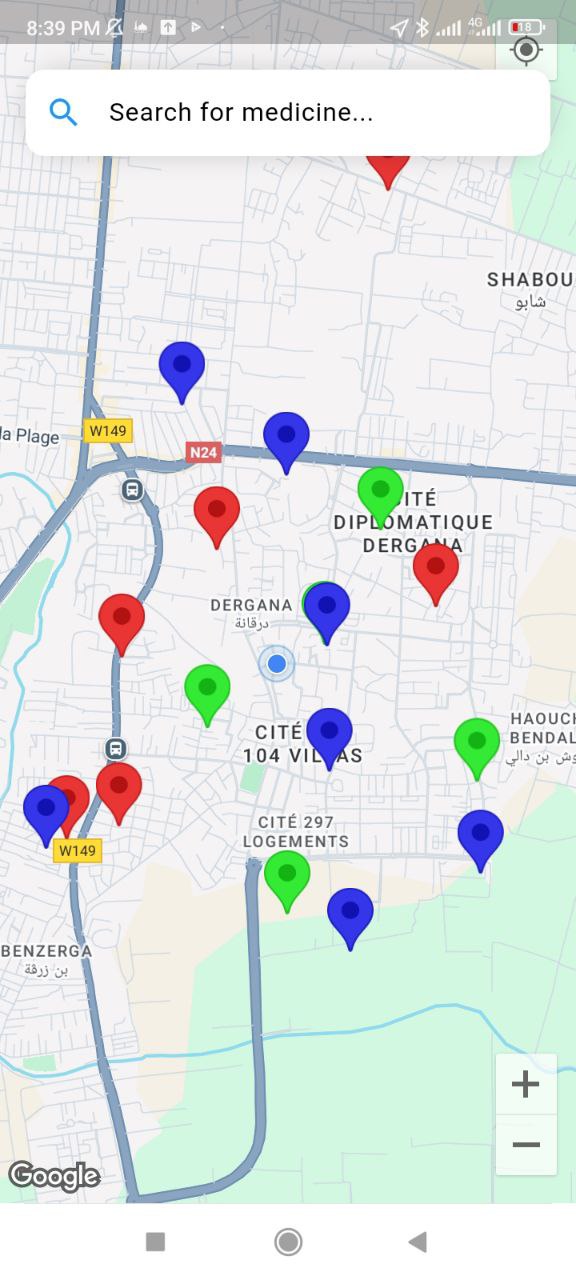 8:39 PM
4G
18
Search for medicine...
SHABOU
شابو
la Plage
W149
N24
CITÉ
DIPLOMATIQUE
DERGANA
DERGANA
درقانة
CITÉ
104 VILLAS
HAOUCH
BENDAL
وش بن دالي
CITÉ 297
LOGEMENTS
W149
BENZERGA
بن زرقة
Google